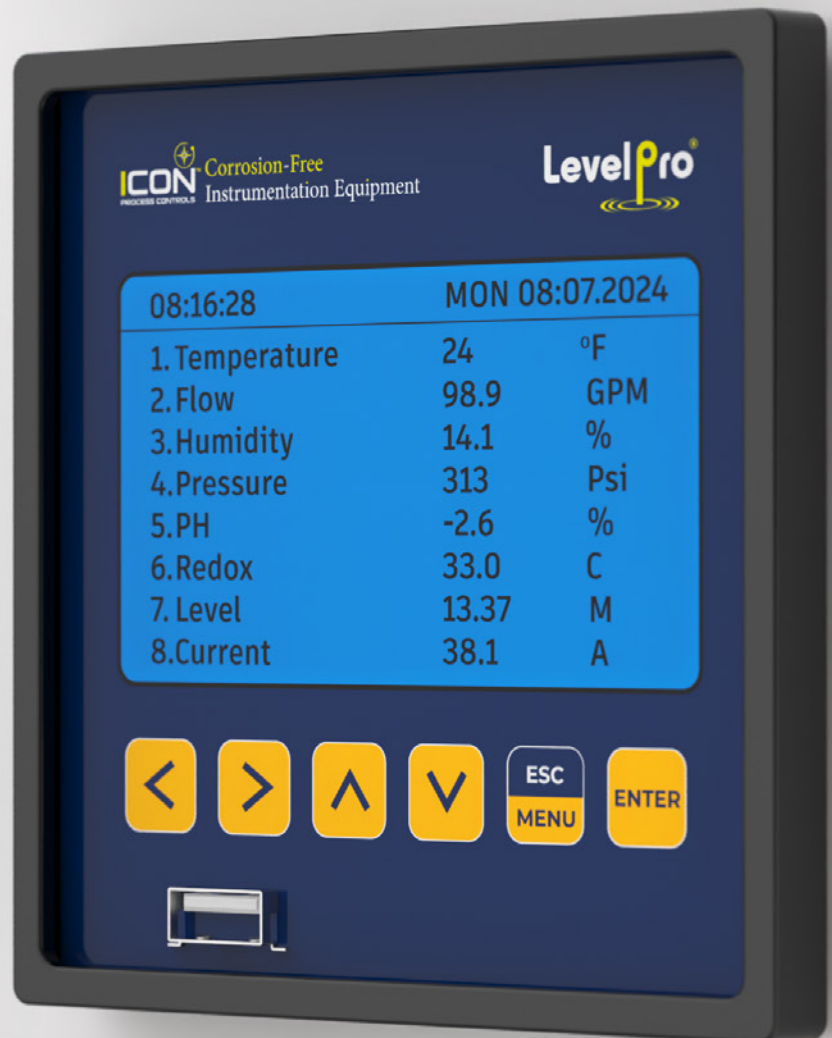 ICON™ Corrosion-Free
PROCESS CONTROLS Instrumentation Equipment
LevelPro®
08:16:28 MON 08:07.2024
1. Temperature 24 °F
2. Flow 98.9 GPM
3. Humidity 14.1 %
4. Pressure 313 Psi
5. PH -2.6 %
6. Redox 33.0 C
7. Level 13.37 M
8.Current 38.1 A
< > ∧ ∨ ESC ENTER
MENU